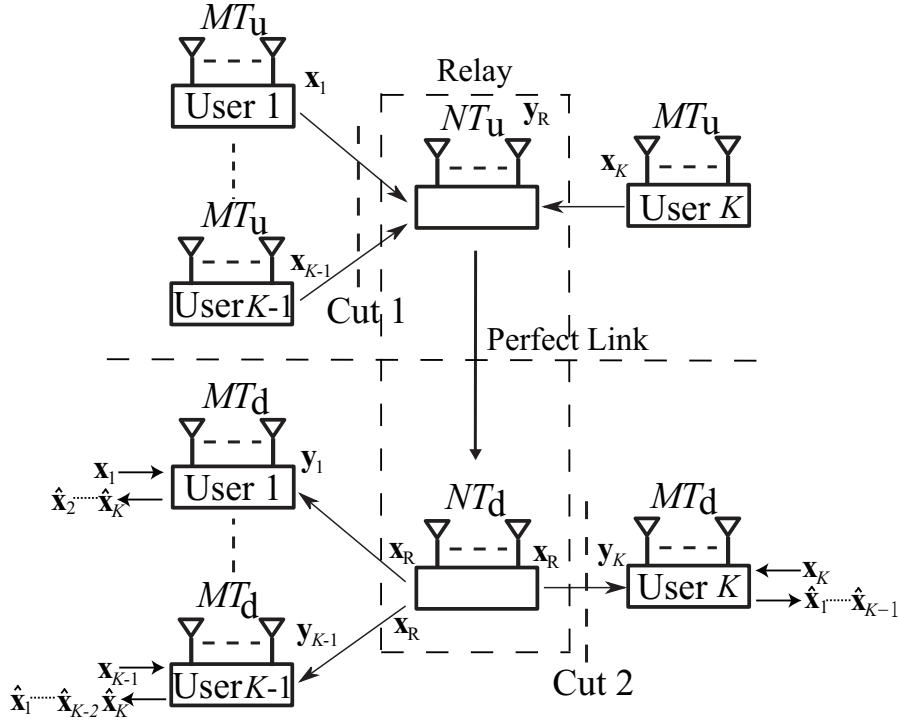 MTu
x1
User 1
Relay
NTu
yR
MTu
xK
User K
MTu
xK-1
User K-1
Cut 1
Perfect Link
MTd
x1
y1
User 1
x̂2 ........ x̂K
NTd
xR
xR
MTd
yK
User K
xK
x̂1 ........ x̂K−1
MTd
xR
yK-1
xK-1
User K-1
x̂1 ........ x̂K-2 x̂K
Cut 2